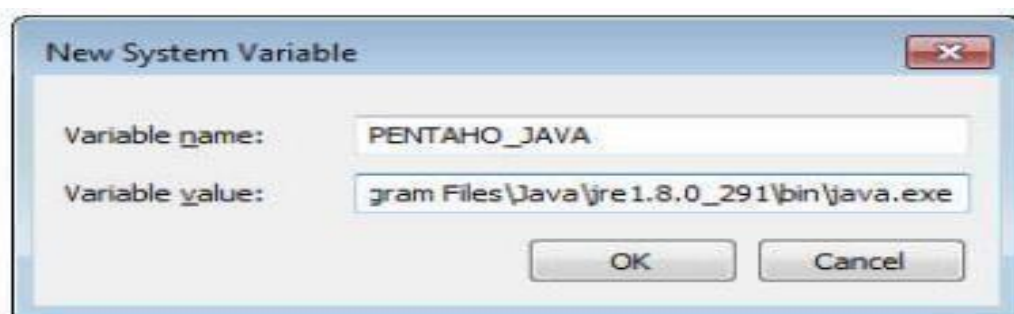 New System Variable
Variable name: PENTAHO_JAVA
Variable value: gram Files\Java\jre1.8.0_291\bin\java.exe
OK Cancel